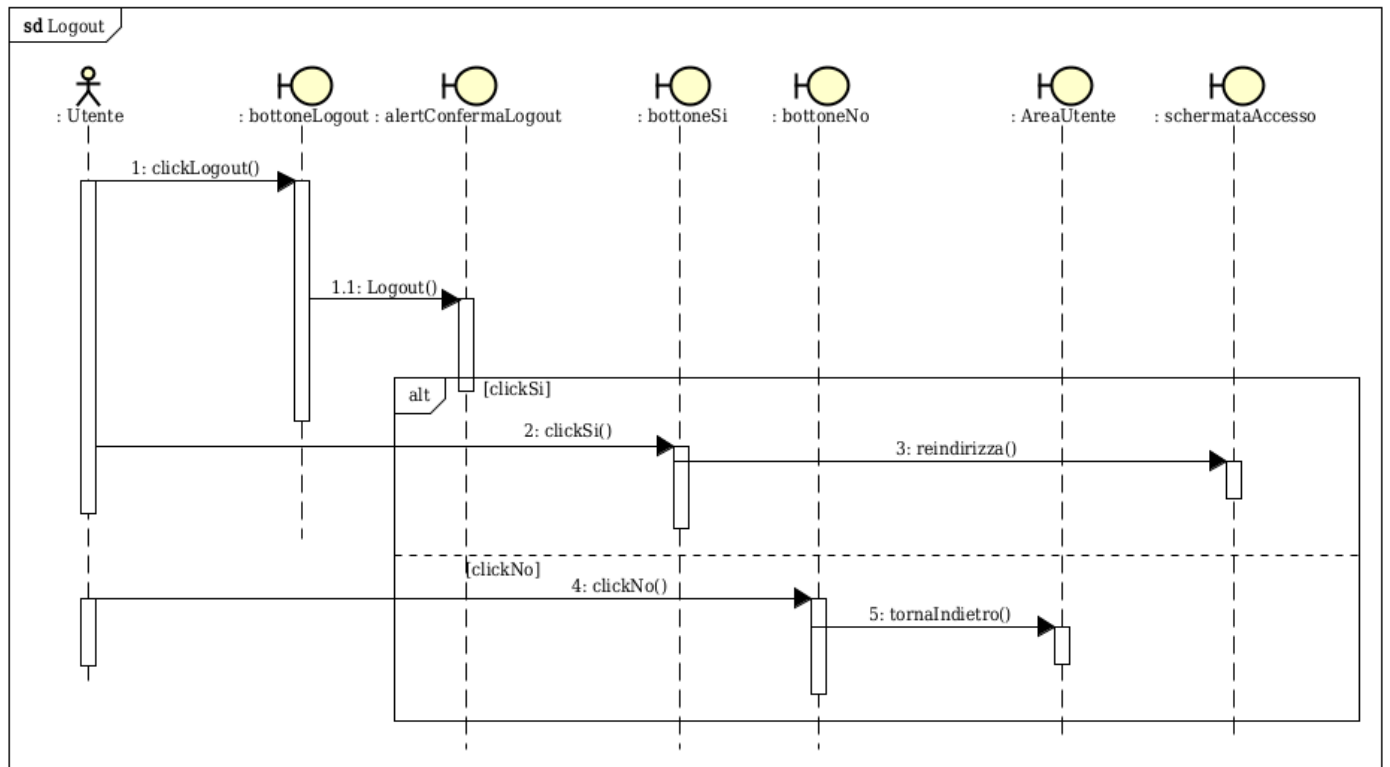 sd Logout
: Utente
: bottoneLogout
: alertConfermaLogout
: bottoneSi
: bottoneNo
: AreaUtente
: schermataAccesso
1: clickLogout()
1.1: Logout()
alt
[clickSi]
2: clickSi()
3: reindirizza()
[clickNo]
4: clickNo()
5: tornaIndietro()